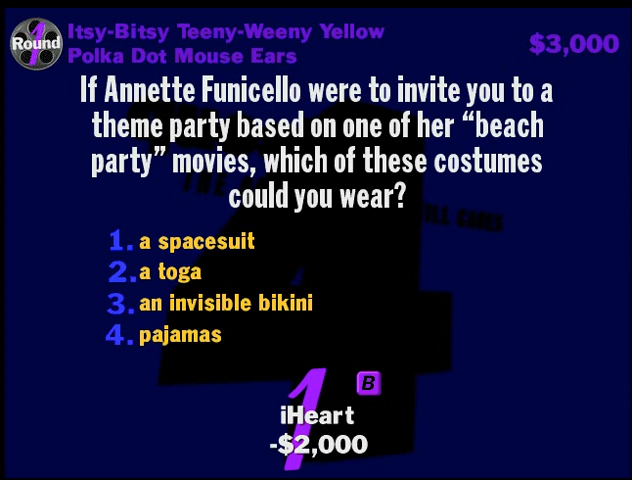 Round 1
Itsy-Bitsy Teeny-Weeny Yellow
Polka Dot Mouse Ears
$3,000
If Annette Funicello were to invite you to a
theme party based on one of her “beach
party” movies, which of these costumes
could you wear?
1. a spacesuit
2. a toga
3. an invisible bikini
4. pajamas
4
1
B
iHeart
-$2,000